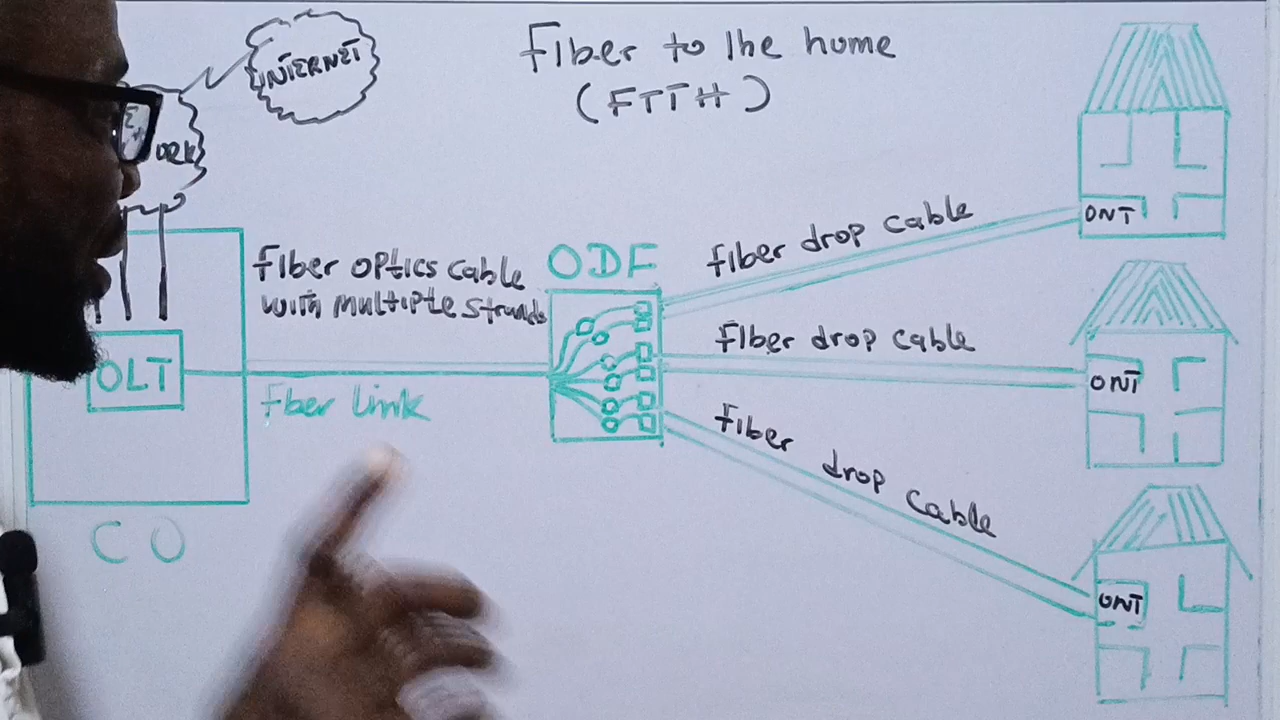 Fiber to the home
(FTTH)
INTERNET
ONT
fiber drop cable
Fiber optics cable
with multiple strands
ODF
Fiber drop cable
ONT
OLT
Fiber link
Fiber drop cable
ONT
CO